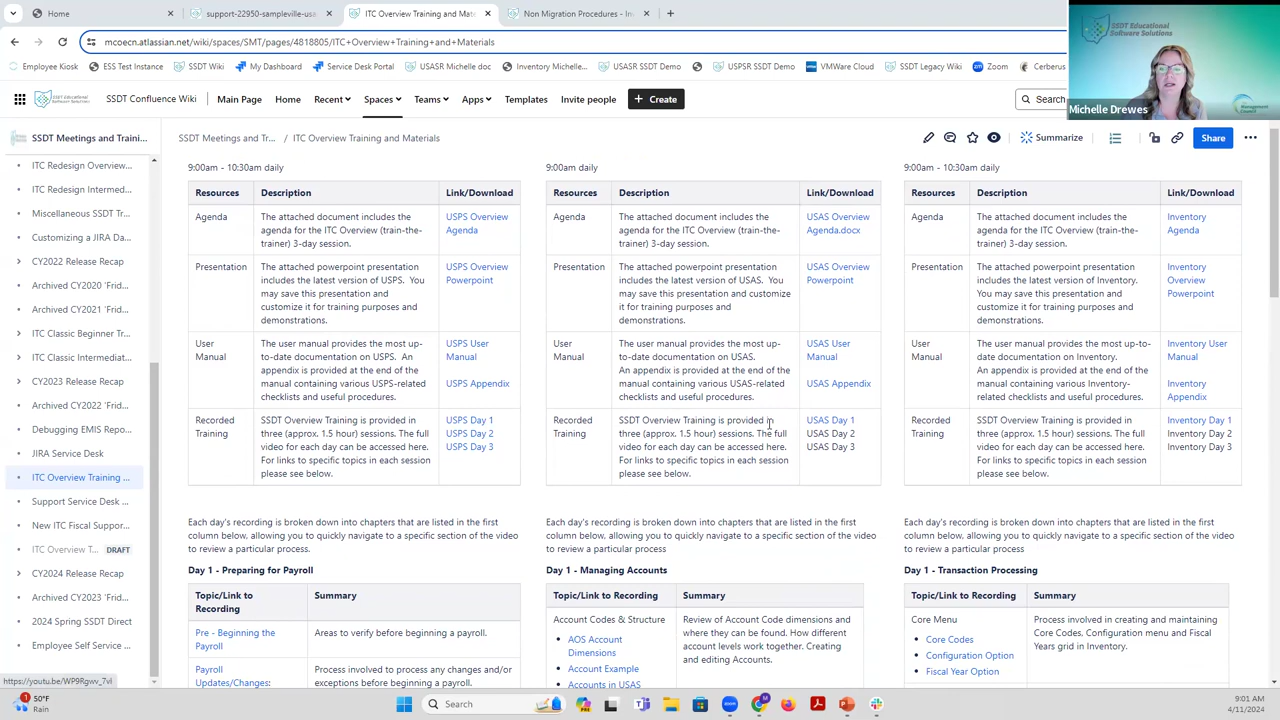 Home
support-22950-sampleville-use
ITC Overview Training and Mate
Non Migration Procedures - In
mcoecn.atlassian.net/wiki/spaces/SMT/pages/4818805/ITC+Overview+Training+and+Materials
Employee Kiosk
ESS Test Instance
SSDT Wiki
My Dashboard
Service Desk Portal
USASR Michelle doc
Inventory Michelle...
USASR SSDT Demo
USPSR SSDT Demo
VMWare Cloud
SSDT Legacy Wiki
Zoom
Cerberus
SSDT Educational
Software Solutions
Management
Council
Michelle Drewes
SSDT Confluence Wiki
Main Page
Home
Recent
Spaces
Teams
Apps
Templates
Invite people
+ Create
Search
SSDT Meetings and Traini...
SSDT Meetings and Tr... / ITC Overview Training and Materials
Summarize
Share
ITC Redesign Overview...
ITC Redesign Intermed...
Miscellaneous SSDT Tr...
Customizing a JIRA Da...
CY2022 Release Recap
Archived CY2020 'Frid...
Archived CY2021 'Frid...
ITC Classic Beginner Tr...
ITC Classic Intermediat...
CY2023 Release Recap
Archived CY2022 'Frid...
Debugging EMIS Repo...
JIRA Service Desk
ITC Overview Training ...
Support Service Desk ...
New ITC Fiscal Suppor...
ITC Overview T... DRAFT
CY2024 Release Recap
Archived CY2023 'Frid...
2024 Spring SSDT Direct
Employee Self Service ...
https://youtu.be/WP9Rgwv_7vI
9:00am - 10:30am daily
Resources Description Link/Download
Agenda
The attached document includes the
agenda for the ITC Overview (train-the-
trainer) 3-day session.
USPS Overview
Agenda
Presentation
The attached powerpoint presentation
includes the latest version of USPS. You
may save this presentation and
customize it for training purposes and
demonstrations.
USPS Overview
Powerpoint
User
Manual
The user manual provides the most up-
to-date documentation on USPS. An
appendix is provided at the end of the
manual containing various USPS-related
checklists and useful procedures.
USPS User
Manual
USPS Appendix
Recorded
Training
SSDT Overview Training is provided in
three (approx. 1.5 hour) sessions. The full
video for each day can be accessed here.
For links to specific topics in each session
please see below.
USPS Day 1
USPS Day 2
USPS Day 3
Each day's recording is broken down into chapters that are listed in the first
column below, allowing you to quickly navigate to a specific section of the video
to review a particular process.
Day 1 - Preparing for Payroll
Topic/Link to
Recording
Summary
Pre - Beginning the
Payroll
Areas to verify before beginning a payroll.
Payroll
Updates/Changes:
Process involved to process any changes and/or
exceptions before beginning a payroll.
9:00am daily
Resources Description Link/Download
Agenda
The attached document includes the
agenda for the ITC Overview (train-the-
trainer) 3-day session.
USAS Overview
Agenda.docx
Presentation
The attached powerpoint presentation
includes the latest version of USAS. You
may save this presentation and customize
it for training purposes and
demonstrations.
USAS Overview
Powerpoint
User
Manual
The user manual provides the most up-
to-date documentation on USAS.
An appendix is provided at the end of the
manual containing various USAS-related
checklists and useful procedures.
USAS User
Manual
USAS Appendix
Recorded
Training
SSDT Overview Training is provided in
three (approx. 1.5 hour) sessions. The full
video for each day can be accessed here.
For links to specific topics in each session
please see below.
USAS Day 1
USAS Day 2
USAS Day 3
Each day's recording is broken down into chapters that are listed in the first
column below, allowing you to quickly navigate to a specific section of the video
to review a particular process
Day 1 - Managing Accounts
Topic/Link to Recording Summary
Account Codes & Structure
AOS Account
Dimensions
Account Example
Accounts in USAS
Review of Account Code dimensions and
where they can be found. How different
account levels work together. Creating
and editing Accounts.
9:00am - 10:30am daily
Resources Description Link/Download
Agenda
The attached document includes the
agenda for the ITC Overview (train-the-
trainer) 3-day session.
Inventory
Agenda
Presentation
The attached powerpoint presentation
includes the latest version of Inventory.
You may save this presentation and
customize it for training purposes and
demonstrations.
Inventory
Overview
Powerpoint
User
Manual
The user manual provides the most up-
to-date documentation on Inventory.
An appendix is provided at the end of the
manual containing various Inventory-
related checklists and useful procedures.
Inventory User
Manual
Inventory
Appendix
Recorded
Training
SSDT Overview Training is provided in
three (approx. 1.5 hour) sessions. The full
video for each day can be accessed here.
For links to specific topics in each session
please see below.
Inventory Day 1
Inventory Day 2
Inventory Day 3
Each day's recording is broken down into chapters that are listed in the first
column below, allowing you to quickly navigate to a specific section of the video
to review a particular process
Day 1 - Transaction Processing
Topic/Link to Recording Summary
Core Menu
Core Codes
Configuration Option
Fiscal Year Option
Process involved in creating and maintaining
Core Codes, Configuration menu and Fiscal
Years grid in Inventory.
1
50°F
Rain
Search
9:01 AM
4/11/2024